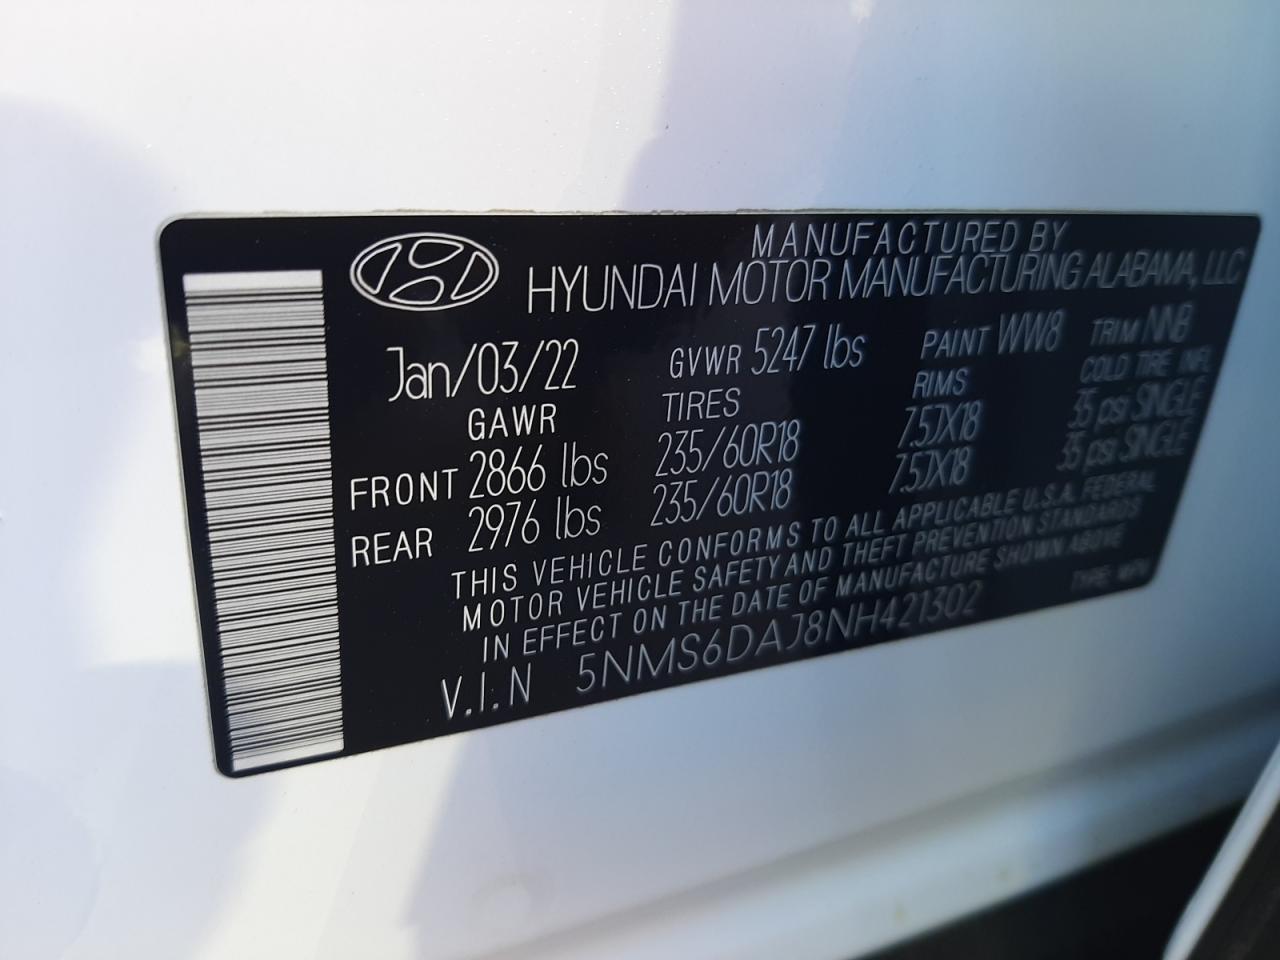 MANUFACTURED BY
HYUNDAI MOTOR MANUFACTURING ALABAMA, LLC
Jan/03/22 GVWR 5247 lbs PAINT WW8 TRIM NNB
GAWR TIRES RIMS COLD TIRE INFL
FRONT 2866 lbs 235/60R18 7.5JX18 35 psi SINGLE
REAR 2976 lbs 235/60R18 7.5JX18 35 psi SINGLE
THIS VEHICLE CONFORMS TO ALL APPLICABLE U.S.A. FEDERAL
MOTOR VEHICLE SAFETY AND THEFT PREVENTION STANDARDS
IN EFFECT ON THE DATE OF MANUFACTURE SHOWN ABOVE
V.I.N 5NMS6DAJ8NH421302 TYPE: MPV